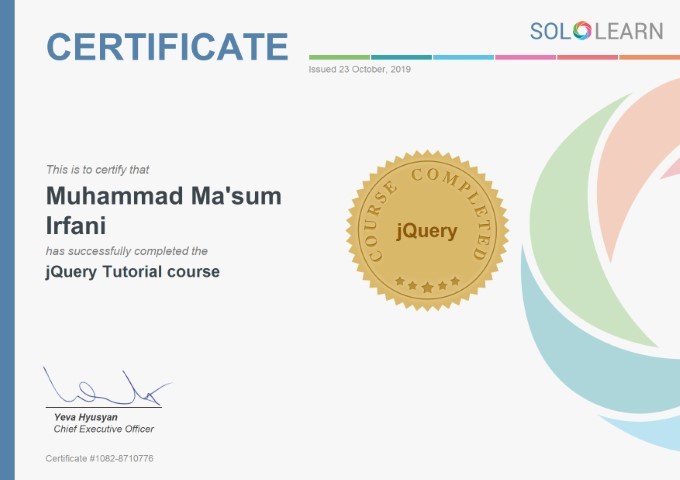 CERTIFICATE
SOLOLEARN
Issued 23 October, 2019
This is to certify that
Muhammad Ma'sum
Irfani
has successfully completed the
jQuery Tutorial course
COURSE COMPLETED
jQuery
Yeva Hyusyan
Chief Executive Officer
Certificate #1082-8710776